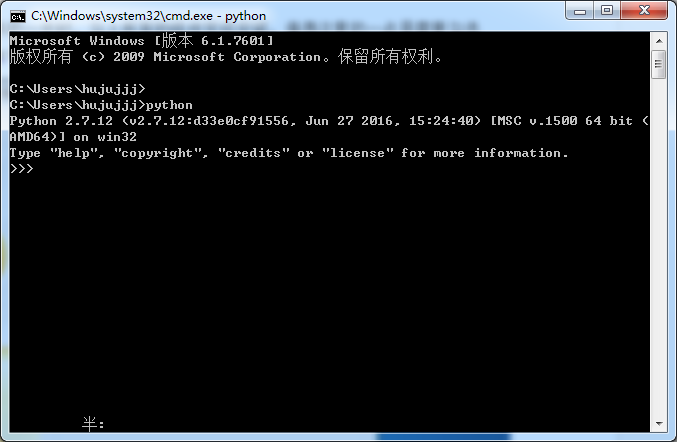 C:\Windows\system32\cmd.exe - python
Microsoft Windows [版本 6.1.7601]
版权所有 (c) 2009 Microsoft Corporation。保留所有权利。
C:\Users\hujujjj>
C:\Users\hujujjj>python
Python 2.7.12 (v2.7.12:d33e0cf91556, Jun 27 2016, 15:24:40) [MSC v.1500 64 bit (
AMD64)] on win32
Type "help", "copyright", "credits" or "license" for more information.
>>>
半: